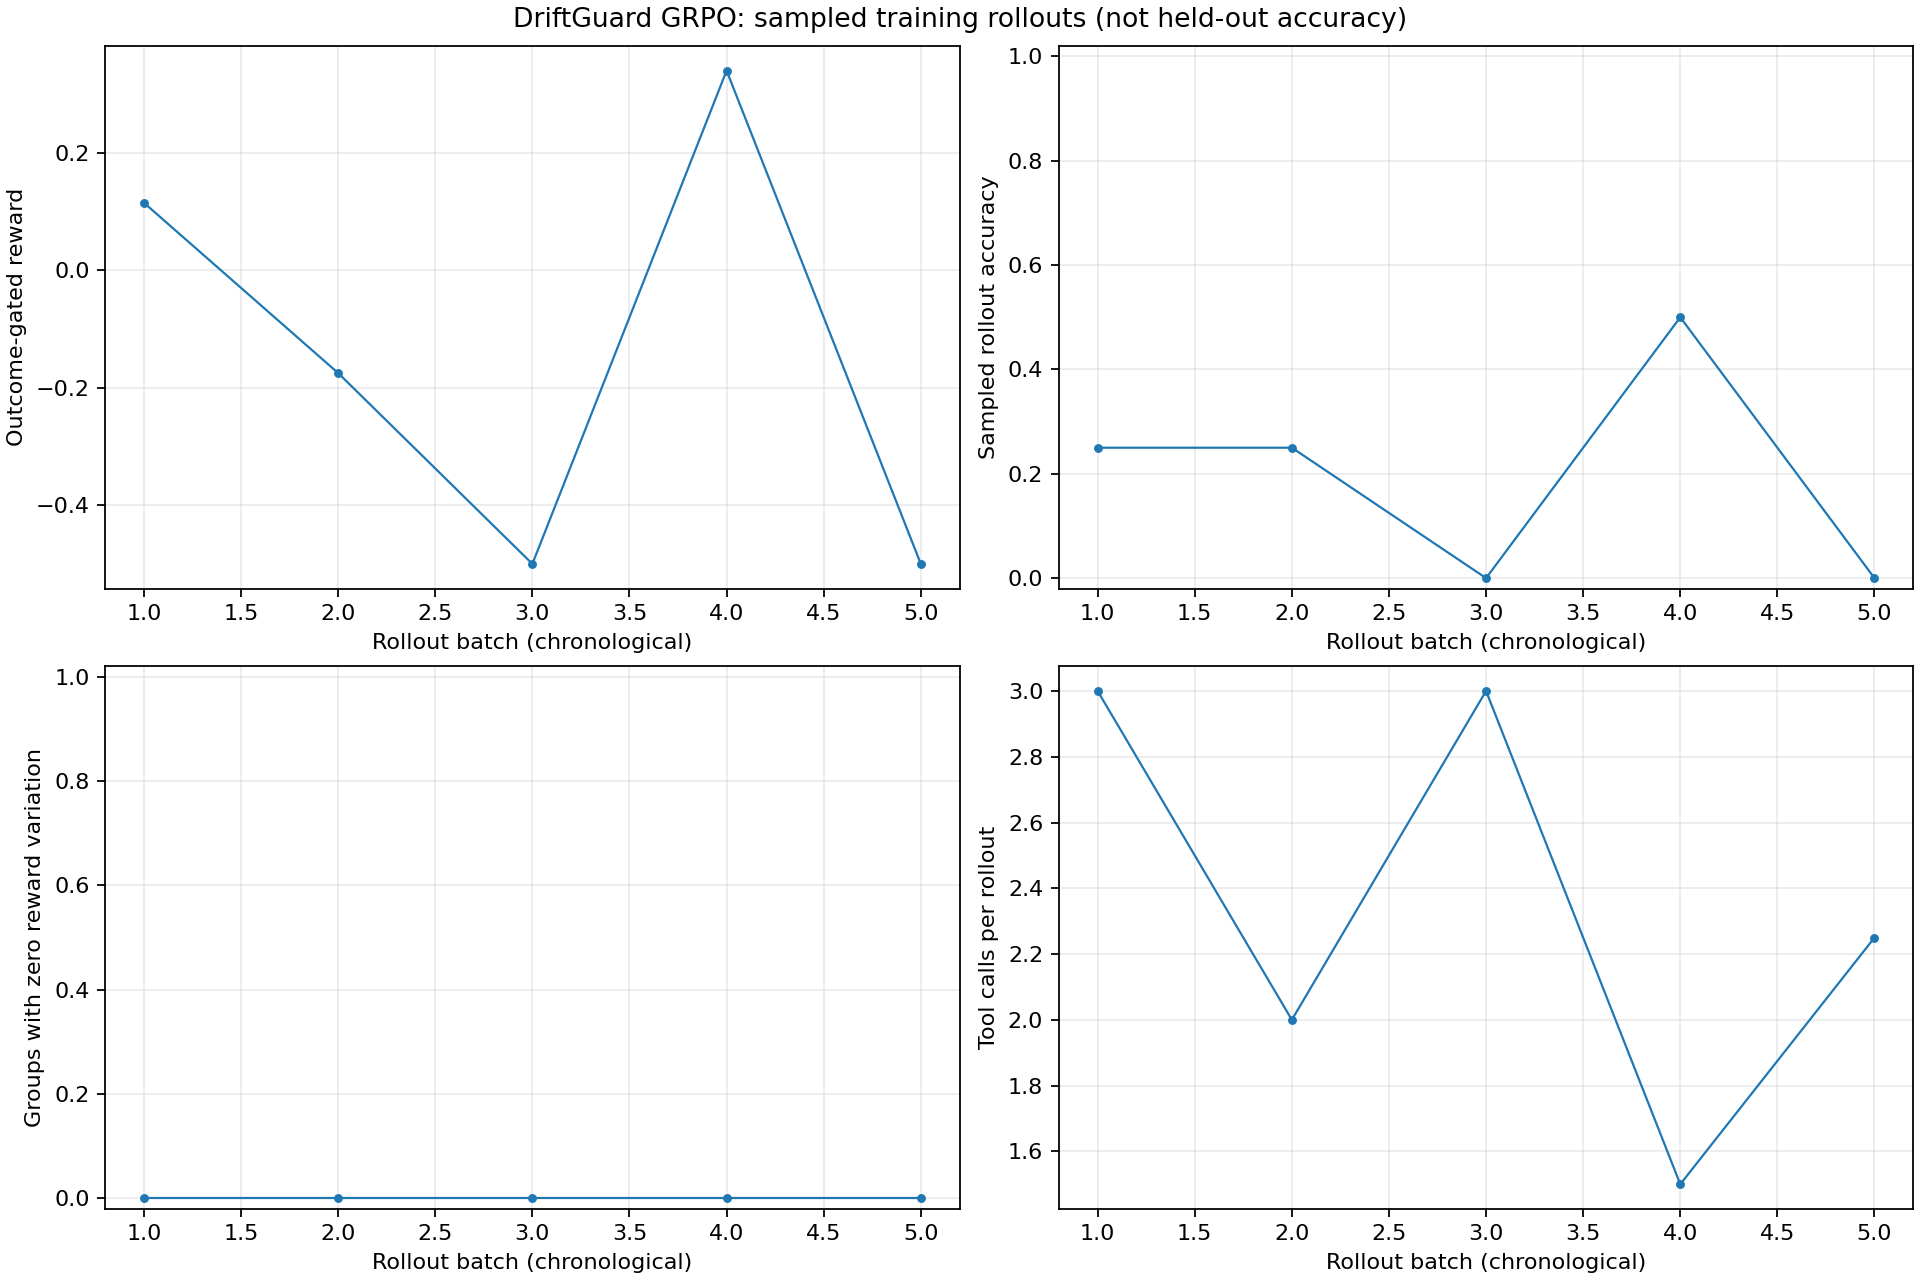 DriftGuard GRPO: sampled training rollouts (not held-out accuracy)
Outcome-gated reward
0.2
0.0
−0.2
−0.4
1.0 1.5 2.0 2.5 3.0 3.5 4.0 4.5 5.0
Rollout batch (chronological)
Sampled rollout accuracy
1.0
0.8
0.6
0.4
0.2
0.0
1.0 1.5 2.0 2.5 3.0 3.5 4.0 4.5 5.0
Rollout batch (chronological)
Groups with zero reward variation
1.0
0.8
0.6
0.4
0.2
0.0
1.0 1.5 2.0 2.5 3.0 3.5 4.0 4.5 5.0
Rollout batch (chronological)
Tool calls per rollout
3.0
2.8
2.6
2.4
2.2
2.0
1.8
1.6
1.0 1.5 2.0 2.5 3.0 3.5 4.0 4.5 5.0
Rollout batch (chronological)